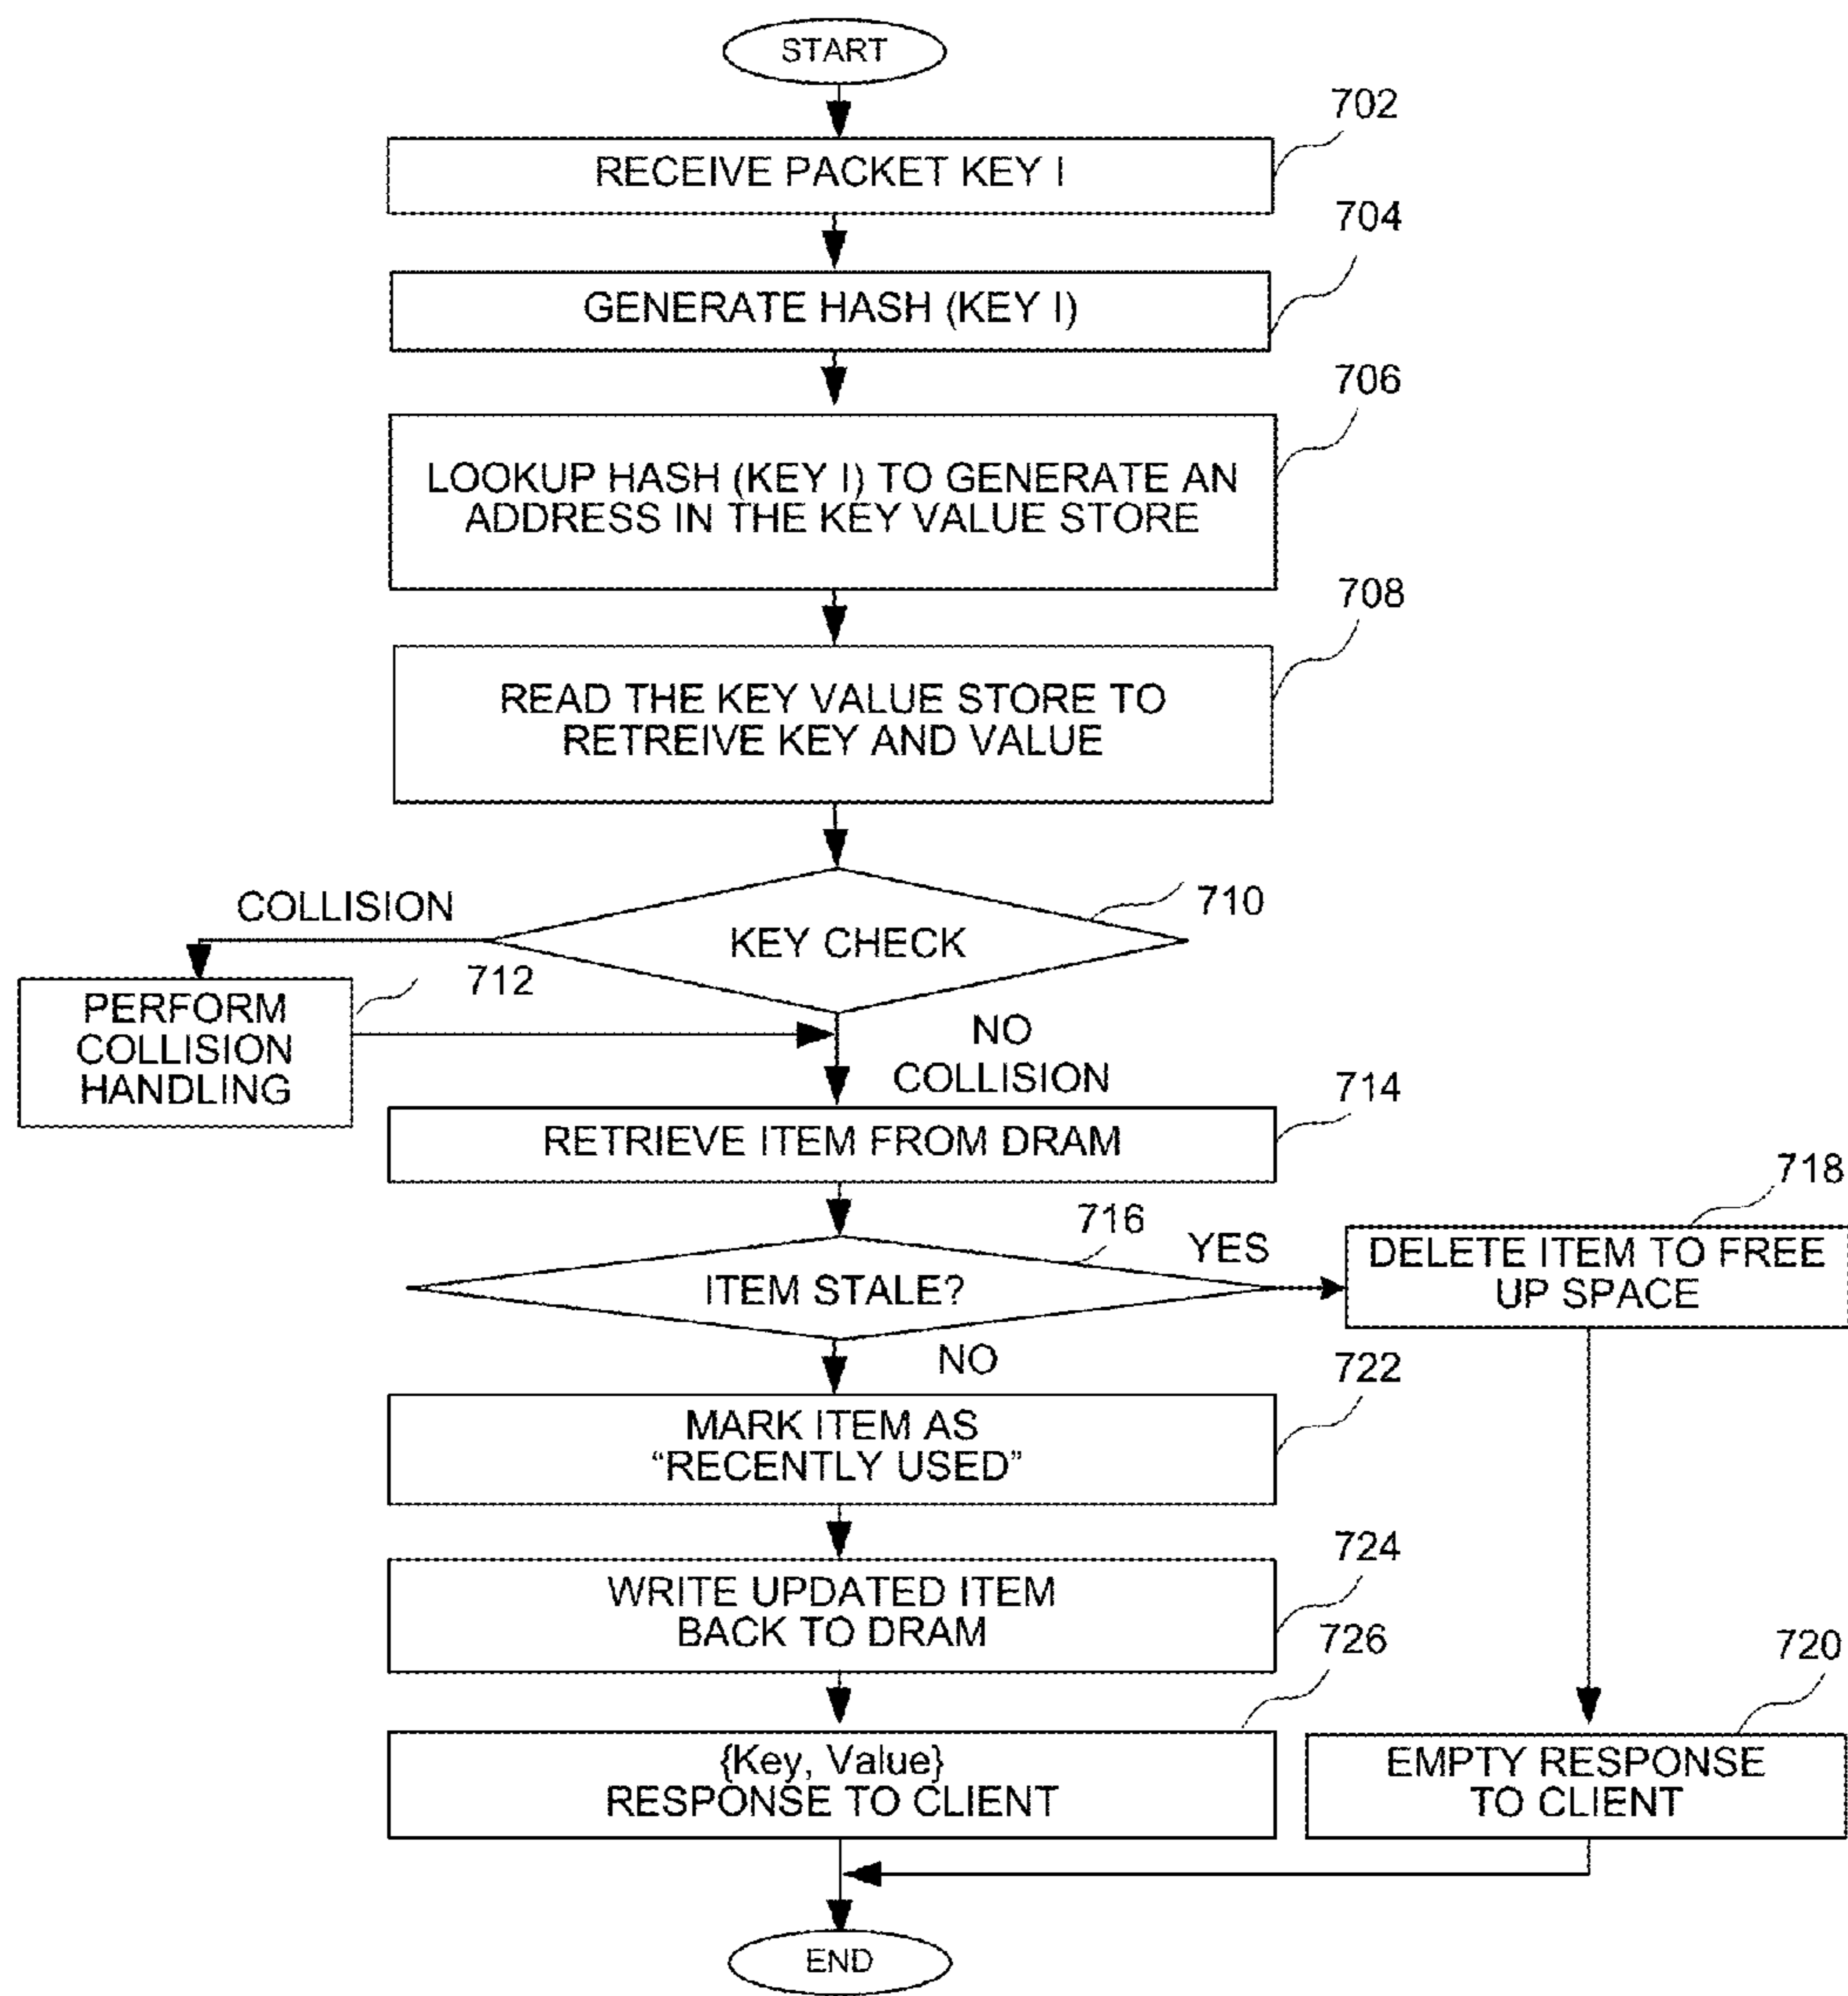 START
702
RECEIVE PACKET KEY I
704
GENERATE HASH (KEY I)
706
LOOKUP HASH (KEY I) TO GENERATE AN
ADDRESS IN THE KEY VALUE STORE
708
READ THE KEY VALUE STORE TO
RETREIVE KEY AND VALUE
COLLISION
710
KEY CHECK
712
PERFORM
COLLISION
HANDLING
NO
COLLISION
714
RETRIEVE ITEM FROM DRAM
716
YES
718
ITEM STALE?
DELETE ITEM TO FREE
UP SPACE
NO
722
MARK ITEM AS
“RECENTLY USED”
724
WRITE UPDATED ITEM
BACK TO DRAM
726
720
{Key, Value}
RESPONSE TO CLIENT
EMPTY RESPONSE
TO CLIENT
END